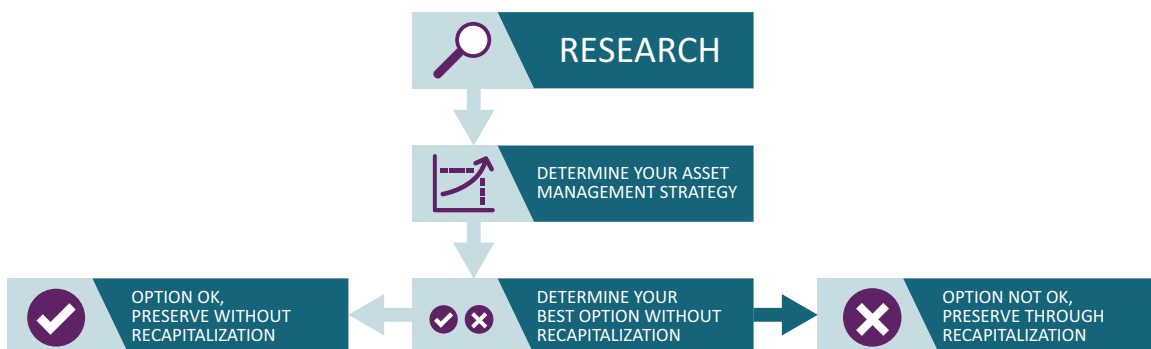 RESEARCH
DETERMINE YOUR ASSET
MANAGEMENT STRATEGY
OPTION OK,
PRESERVE WITHOUT
RECAPITALIZATION
DETERMINE YOUR
BEST OPTION WITHOUT
RECAPITALIZATION
OPTION NOT OK,
PRESERVE THROUGH
RECAPITALIZATION